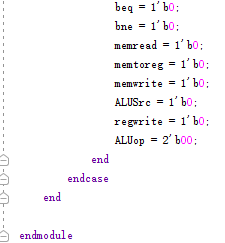 beq = 1'b0;
bne = 1'b0;
memread = 1'b0;
memtoreg = 1'b0;
memwrite = 1'b0;
ALUSrc = 1'b0;
regwrite = 1'b0;
ALUop = 2'b00;
end
endcase
end
endmodule